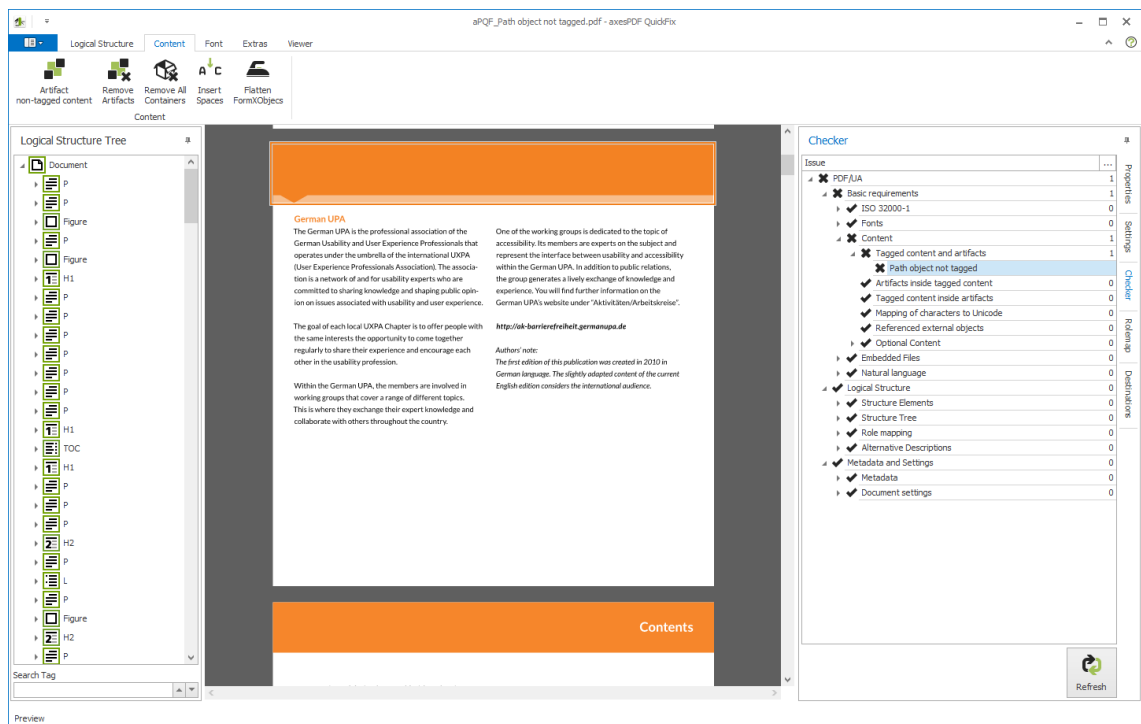 aPQF_Path object not tagged.pdf - axesPDF QuickFix
Logical Structure
Content
Font
Extras
Viewer
Artifact
non-tagged content
Remove
Artifacts
Remove All
Containers
Insert
Spaces
Flatten
FormXObjecs
Content
Logical Structure Tree
Document
P
P
Figure
P
Figure
H1
P
P
P
P
P
P
P
H1
TOC
H1
P
P
P
H2
P
L
P
Figure
H2
P
Search Tag
Preview
German UPA
The German UPA is the professional association of the
German Usability and User Experience Professionals that
operates under the umbrella of the international UXPA
(User Experience Professionals Association). The associa-
tion is a network of and for usability experts who are
committed to sharing knowledge and shaping public opin-
ion on issues associated with usability and user experience.
The goal of each local UXPA Chapter is to offer people with
the same interests the opportunity to come together
regularly to share their experience and encourage each
other in the usability profession.
Within the German UPA, the members are involved in
working groups that cover a range of different topics.
This is where they exchange their expert knowledge and
collaborate with others throughout the country.
One of the working groups is dedicated to the topic of
accessibility. Its members are experts on the subject and
represent the interface between usability and accessibility
within the German UPA. In addition to public relations,
the group generates a lively exchange of knowledge and
experience. You will find further information on the
German UPA's website under "Aktivitäten/Arbeitskreise".
http://ak-barrierefreiheit.germanupa.de
Authors' note:
The first edition of this publication was created in 2010 in
German language. The slightly adapted content of the current
English edition considers the international audience.
Contents
Checker
Issue ...
PDF/UA 1
Basic requirements 1
ISO 32000-1 0
Fonts 0
Content 1
Tagged content and artifacts 1
Path object not tagged 1
Artifacts inside tagged content 0
Tagged content inside artifacts 0
Mapping of characters to Unicode 0
Referenced external objects 0
Optional Content 0
Embedded Files 0
Natural language 0
Logical Structure 0
Structure Elements 0
Structure Tree 0
Role mapping 0
Alternative Descriptions 0
Metadata and Settings 0
Metadata 0
Document settings 0
Refresh
Properties
Settings
Checker
Rolemap
Destinations